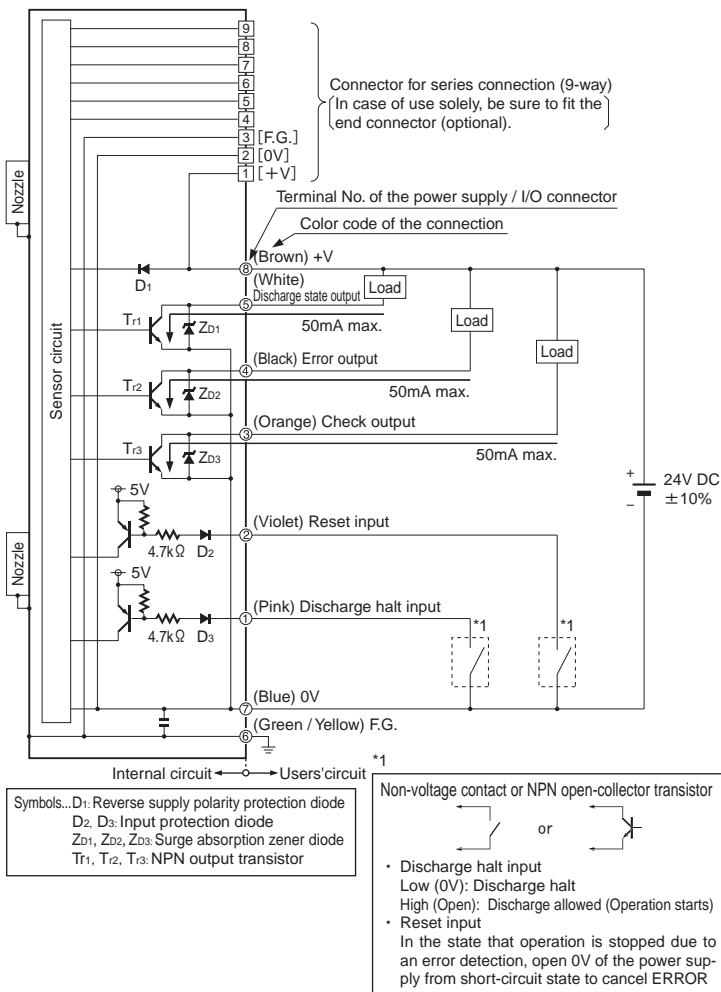 9
8
7
6
5
4
3 [F.G.]
2 [0V]
1 [+V]
Connector for series connection (9-way)
In case of use solely, be sure to fit the
end connector (optional).
Nozzle
Terminal No. of the power supply / I/O connector
Color code of the connection
(Brown) +V
8
D1
(White)
Discharge state output
5
Load
Load
Load
Tr1
ZD1
50mA max.
(Black) Error output
4
Tr2
ZD2
50mA max.
(Orange) Check output
3
Tr3
ZD3
50mA max.
Sensor circuit
+
24V DC
±10%
−
5V
(Violet) Reset input
2
4.7kΩ D2
Nozzle
5V
(Pink) Discharge halt input
1
4.7kΩ D3
*1
*1
(Blue) 0V
7
(Green / Yellow) F.G.
6
Internal circuit
Users'circuit
*1
Symbols...D1: Reverse supply polarity protection diode
D2, D3: Input protection diode
ZD1, ZD2, ZD3: Surge absorption zener diode
Tr1, Tr2, Tr3: NPN output transistor
Non-voltage contact or NPN open-collector transistor
or
・ Discharge halt input
Low (0V): Discharge halt
High (Open): Discharge allowed (Operation starts)
・ Reset input
In the state that operation is stopped due to
an error detection, open 0V of the power sup-
ply from short-circuit state to cancel ERROR